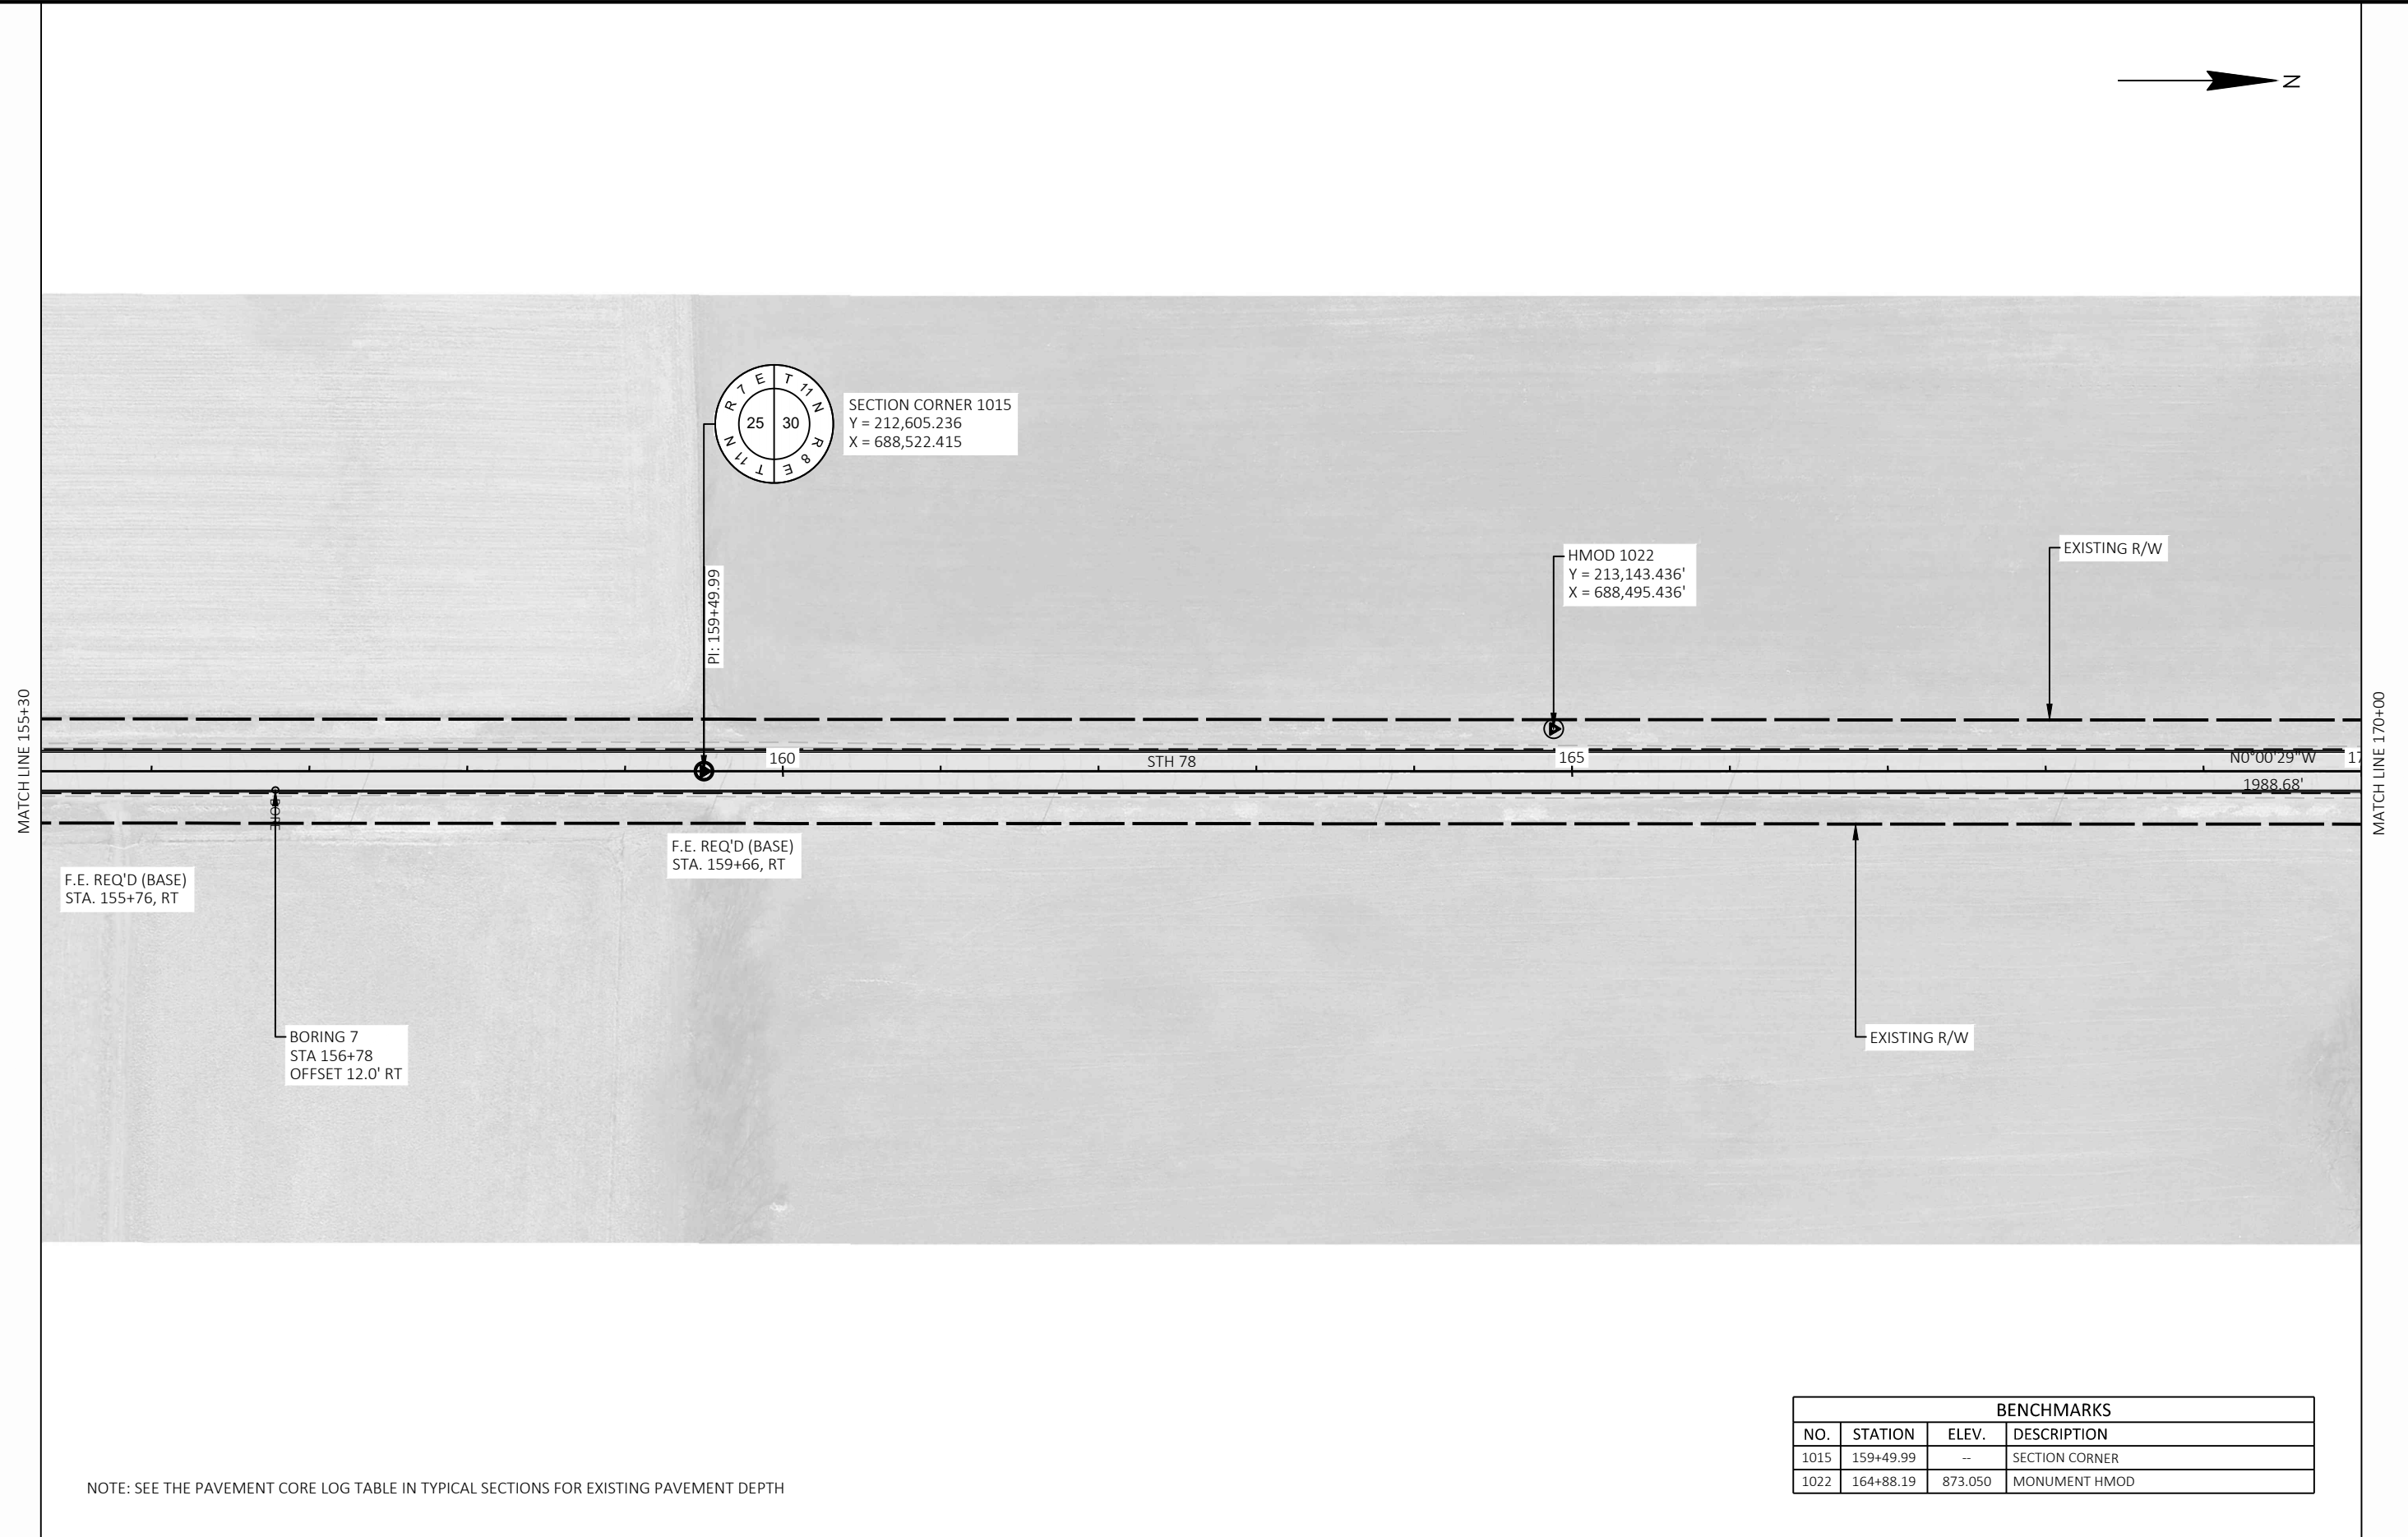 N
R 7 E T 11 N
25 30
T 11 N R 8 E
SECTION CORNER 1015
Y = 212,605.236
X = 688,522.415
PI: 159+49.99
HMOD 1022
Y = 213,143.436'
X = 688,495.436'
EXISTING R/W
MATCH LINE 155+30
MATCH LINE 170+00
160
STH 78
165
N0°00'29"W
17
1988.68'
F.E. REQ'D (BASE)
STA. 159+66, RT
F.E. REQ'D (BASE)
STA. 155+76, RT
BORING 7
STA 156+78
OFFSET 12.0' RT
EXISTING R/W
BENCHMARKS
NO. STATION ELEV. DESCRIPTION
1015 159+49.99 -- SECTION CORNER
1022 164+88.19 873.050 MONUMENT HMOD
NOTE: SEE THE PAVEMENT CORE LOG TABLE IN TYPICAL SECTIONS FOR EXISTING PAVEMENT DEPTH